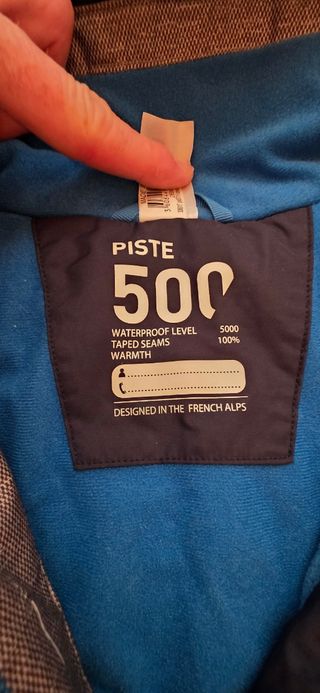 PISTE
500
WATERPROOF LEVEL 5000
TAPED SEAMS 100%
WARMTH
DESIGNED IN THE FRENCH ALPS